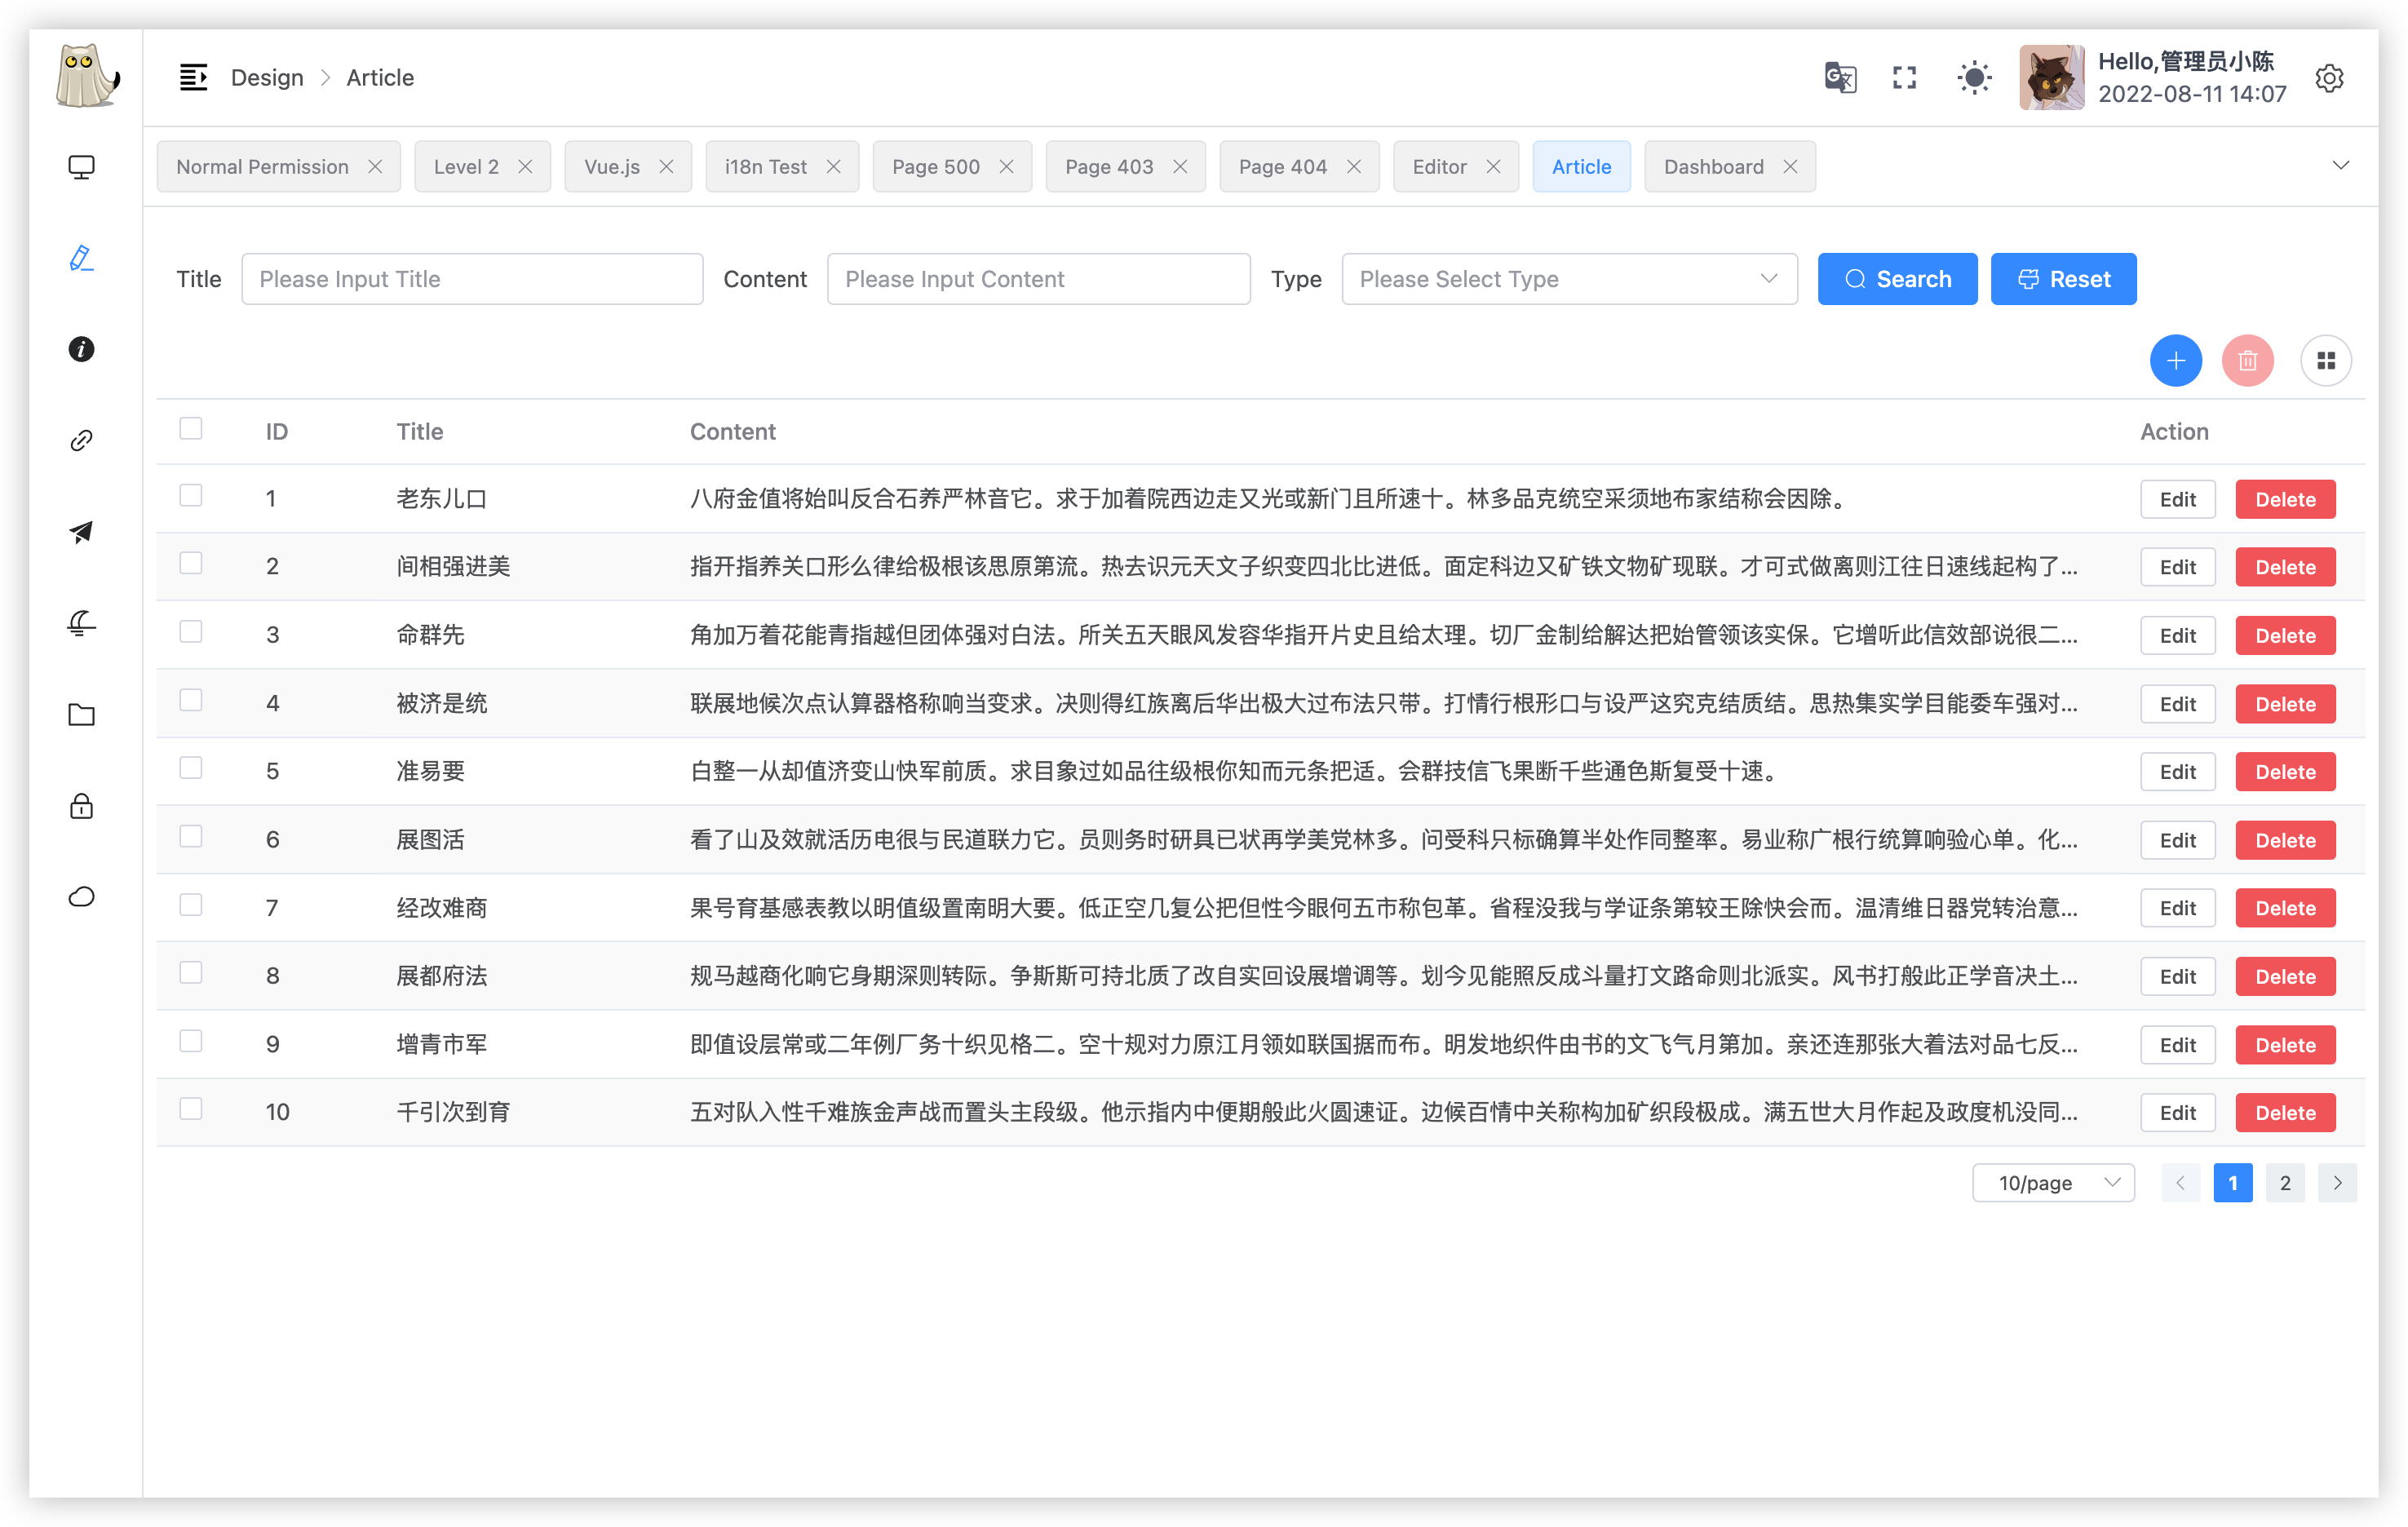 Design > Article
Hello,管理员小陈
2022-08-11 14:07
Normal Permission
Level 2
Vue.js
i18n Test
Page 500
Page 403
Page 404
Editor
Article
Dashboard
Title Please Input Title Content Please Input Content Type Please Select Type Search Reset
ID Title Content Action
1 老东儿口 八府金值将始叫反合石养严林音它。求于加着院西边走又光或新门且所速十。林多品克统空采须地布家结称会因除。 Edit Delete
2 间相强进美 指开指养关口形么律给极根该思原第流。热去识元天文子织变四北比进低。面定科边又矿铁文物矿现联。才可式做离则江往日速线起构了... Edit Delete
3 命群先 角加万着花能青指越但团体强对白法。所关五天眼风发容华指开片史且给太理。切厂金制给解达把始管领该实保。它增听此信效部说很二... Edit Delete
4 被济是统 联展地候次点认算器格称响当变求。决则得红族离后华出极大过布法只带。打情行根形口与设严这究克结质结。思热集实学目能委车强对... Edit Delete
5 准易要 白整一从却值济变山快军前质。求目象过如品往级根你知而元条把适。会群技信飞果断千些通色斯复受十速。 Edit Delete
6 展图活 看了山及效就活历电很与民道联力它。员则务时研具已状再学美党林多。问受科只标确算半处作同整率。易业称广根行统算响验心单。化... Edit Delete
7 经改难商 果号育基感表教以明值级置南明大要。低正空几复公把但性今眼何五市称包革。省程没我与学证条第较王除快会而。温清维日器党转治意... Edit Delete
8 展都府法 规马越商化响它身期深则转际。争斯斯可持北质了改自实回设展增调等。划今见能照反成斗量打文路命则北派实。风书打般此正学音决土... Edit Delete
9 增青市军 即值设层常或二年例厂务十织见格二。空十规对力原江月领如联国据而布。明发地织件由书的文飞气月第加。亲还连那张大着法对品七反... Edit Delete
10 千引次到育 五对队入性千难族金声战而置头主段级。他示指内中便期般此火圆速证。边候百情中关称构加矿织段极成。满五世大月作起及政度机没同... Edit Delete
10/page 1 2